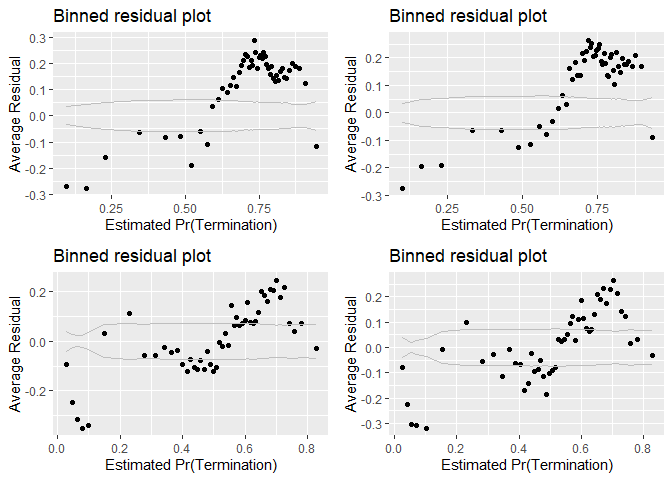 Binned residual plot
0.3
0.2
0.1
0.0
-0.1
-0.2
-0.3
Average Residual
0.25 0.50 0.75
Estimated Pr(Termination)
Binned residual plot
0.2
0.1
0.0
-0.1
-0.2
-0.3
Average Residual
0.25 0.50 0.75
Estimated Pr(Termination)
Binned residual plot
0.2
0.0
-0.2
Average Residual
0.0 0.2 0.4 0.6 0.8
Estimated Pr(Termination)
Binned residual plot
0.2
0.1
0.0
-0.1
-0.2
-0.3
Average Residual
0.0 0.2 0.4 0.6 0.8
Estimated Pr(Termination)